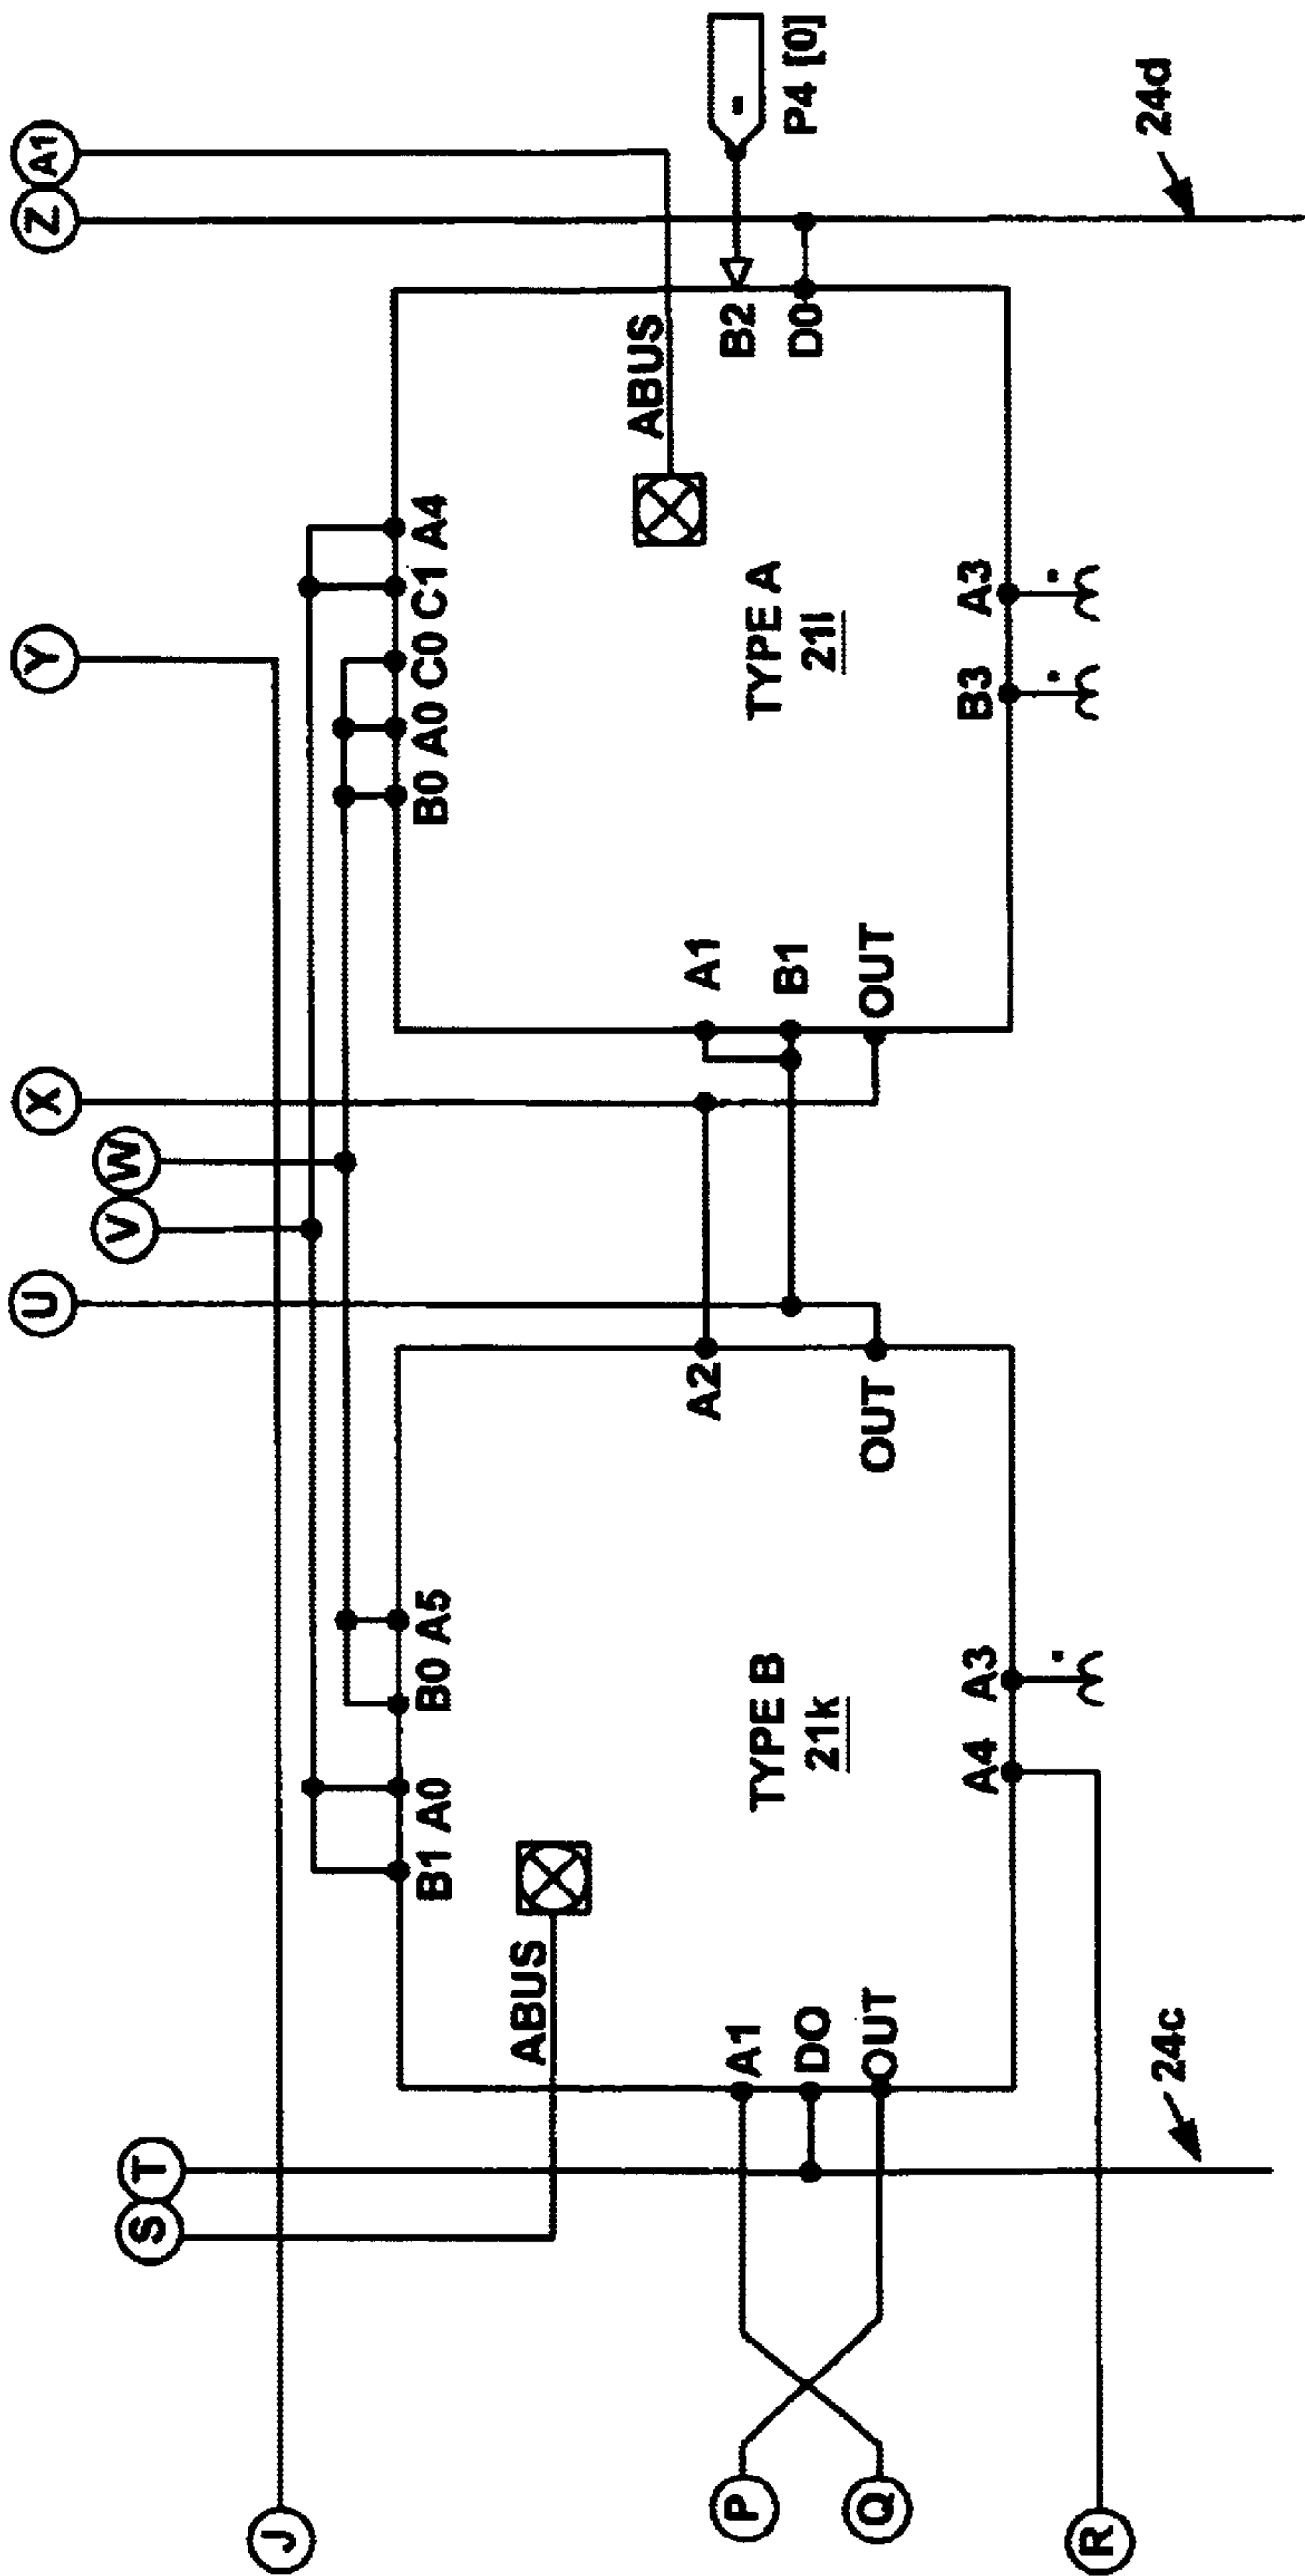 Z A1
Y
X
V W
U
S T
J
B1 A0 B0 A5
B0 A0 C0 C1 A4
ABUS
ABUS
A1
DO
OUT
A2
OUT
A1
B1
OUT
B2
D0
P4 [0]
TYPE B
21k
TYPE A
21l
A4 A3
B3 A3
P
Q
R
24c
24d